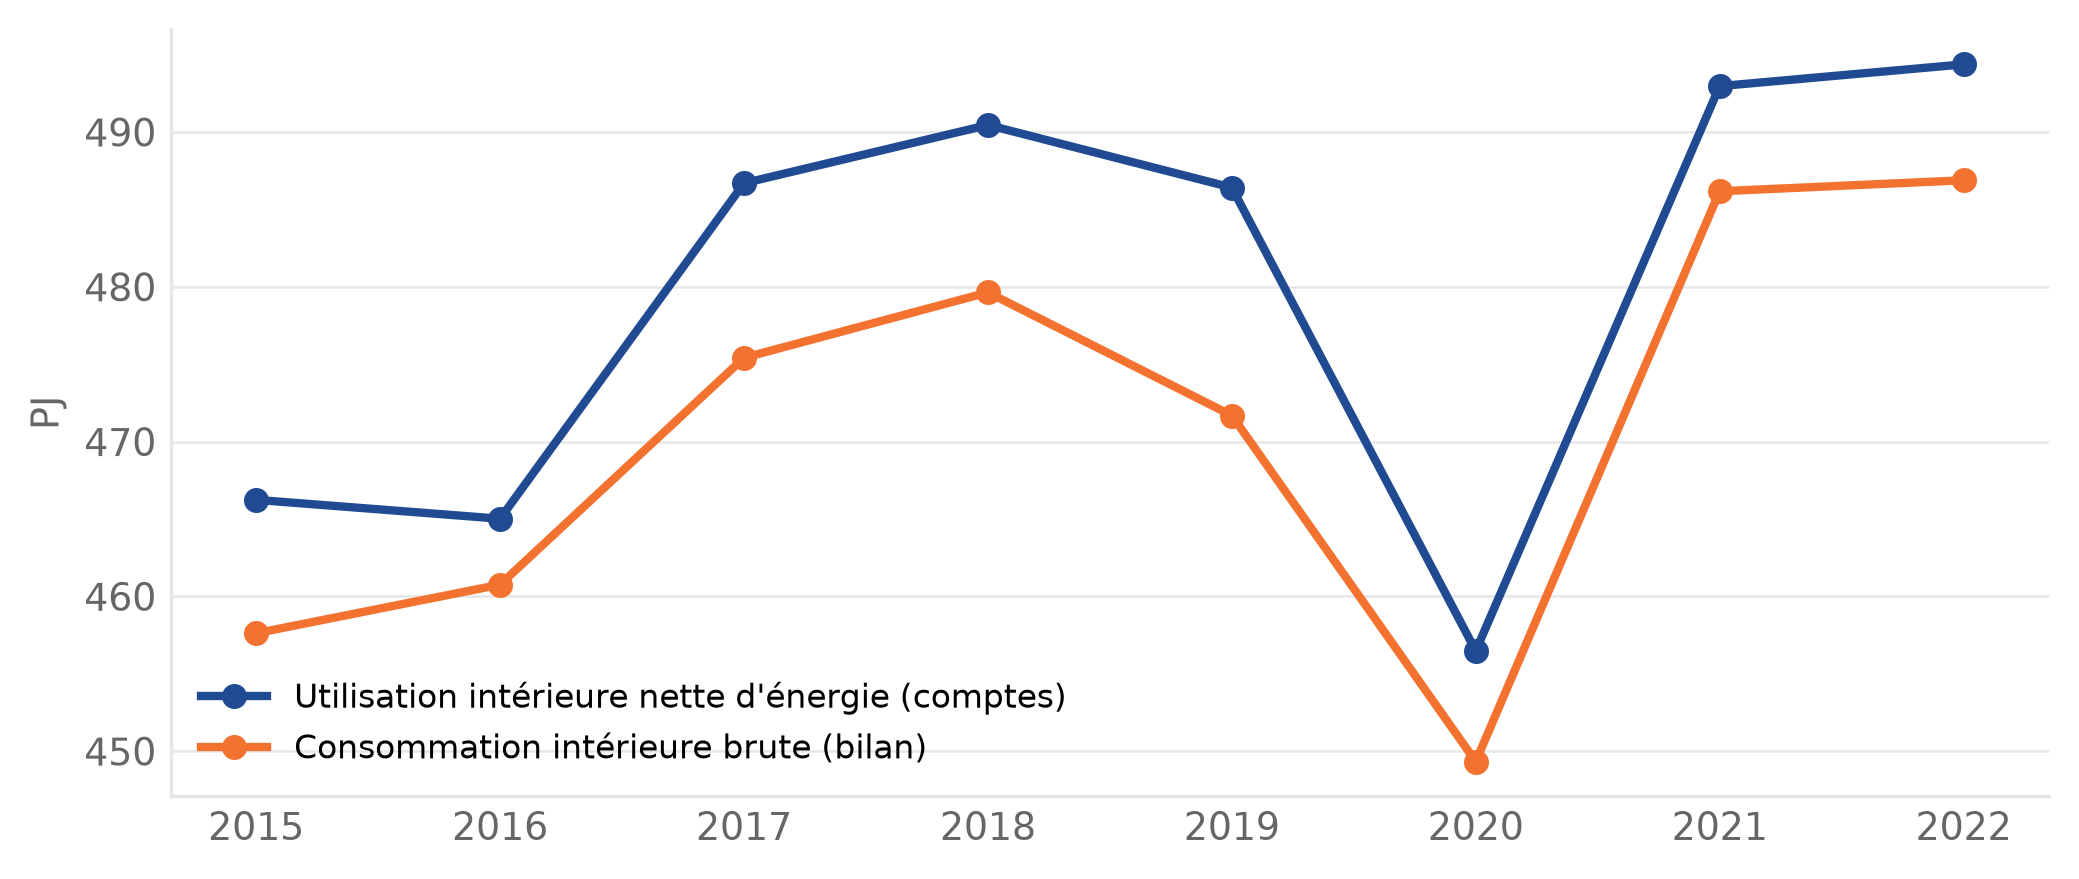 490
480
470
460
450
PJ
Utilisation intérieure nette d'énergie (comptes)
Consommation intérieure brute (bilan)
2015 2016 2017 2018 2019 2020 2021 2022